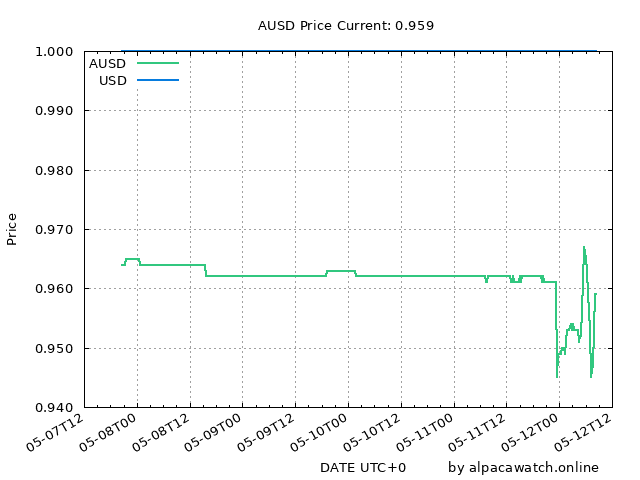 AUSD Price Current: 0.959
1.000
AUSD
USD
0.990
0.980
0.970
Price
0.960
0.950
0.940
05-07T12
05-08T00
05-08T12
05-09T00
05-09T12
05-10T00
05-10T12
05-11T00
05-11T12
05-12T00
05-12T12
DATE UTC+0
by alpacawatch.online